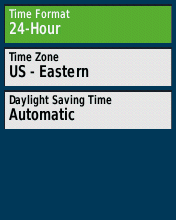 Time Format
24-Hour
Time Zone
US - Eastern
Daylight Saving Time
Automatic